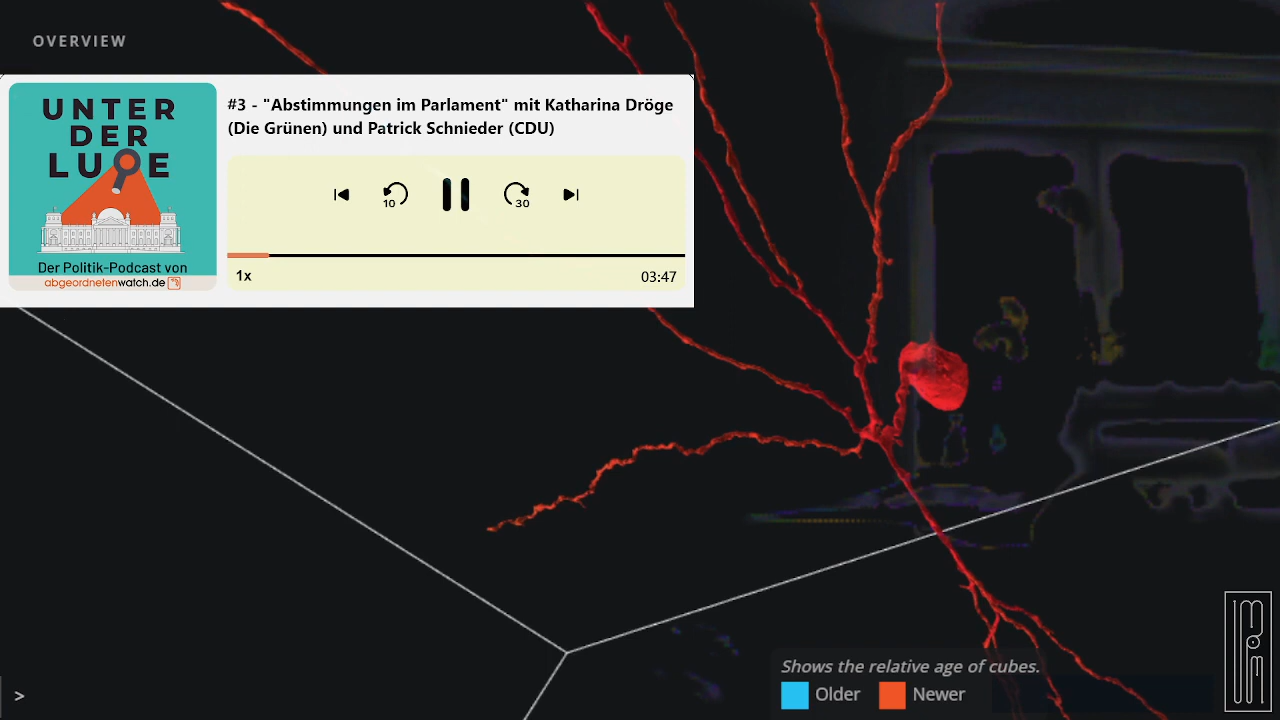 OVERVIEW
UNTER
DER
LUPE
Der Politik-Podcast von
abgeordnetenwatch.de
#3 - "Abstimmungen im Parlament" mit Katharina Dröge
(Die Grünen) und Patrick Schnieder (CDU)
10
30
1x
03:47
>
Shows the relative age of cubes.
Older
Newer